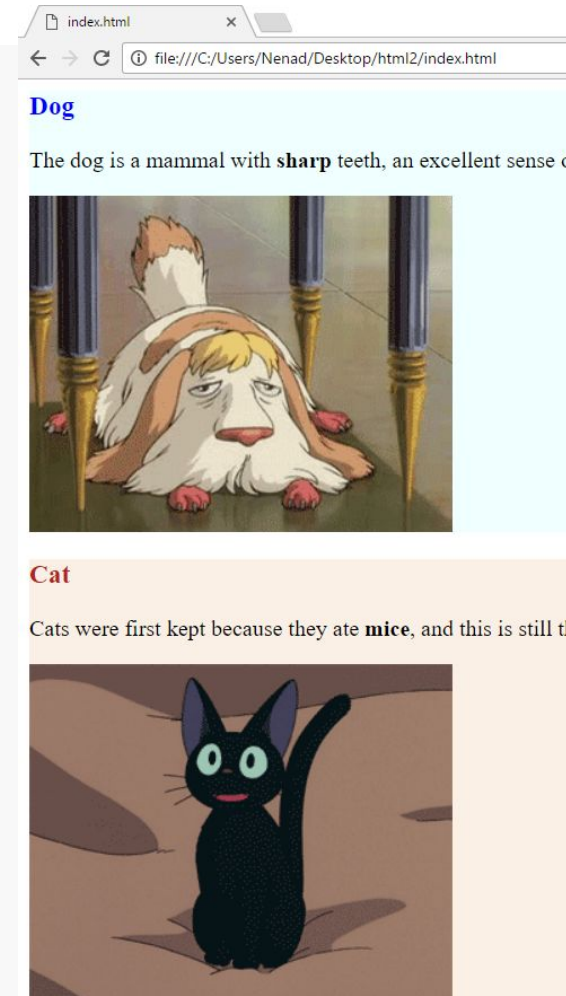 index.html
file:///C:/Users/Nenad/Desktop/html2/index.html
Dog
The dog is a mammal with sharp teeth, an excellent sense
Cat
Cats were first kept because they ate mice, and this is still